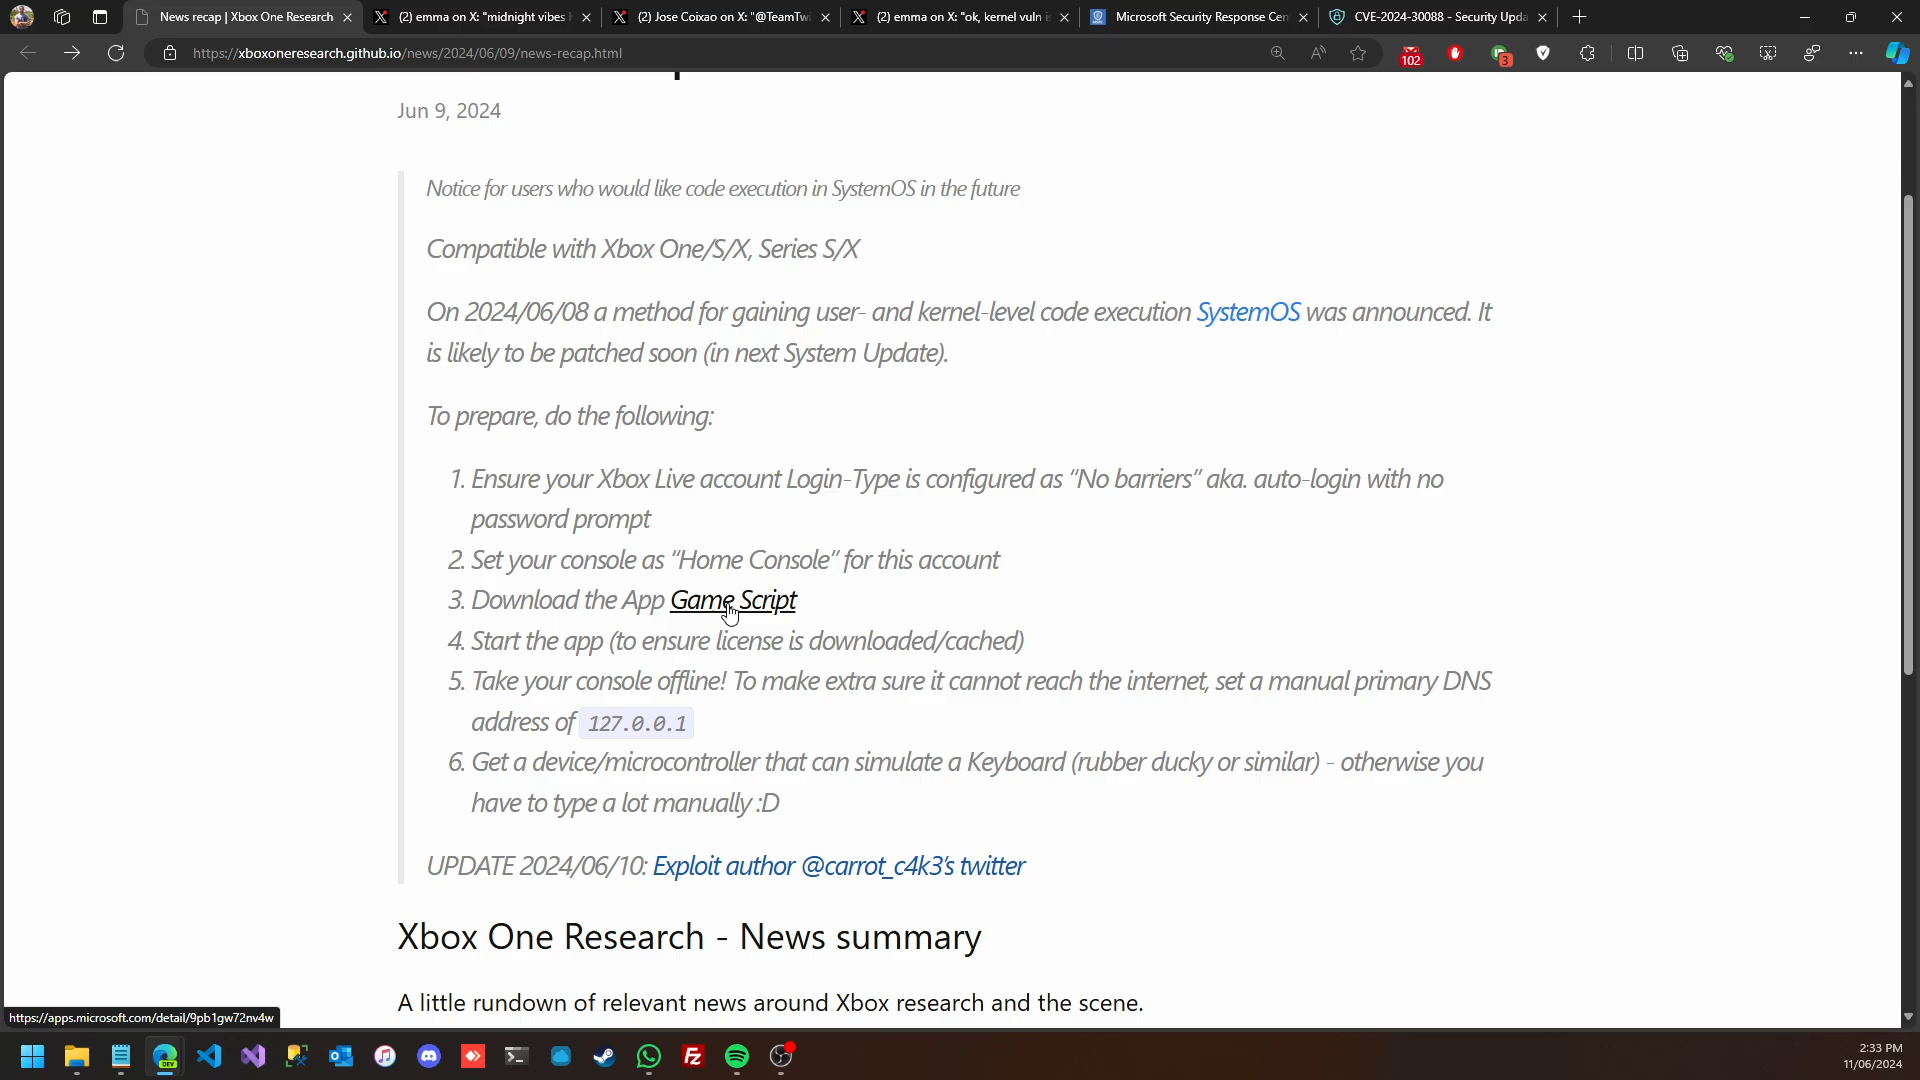 News recap | Xbox One Research
(2) emma on X: "midnight vibes
(2) Jose Coixao on X: "@TeamTwi
(2) emma on X: "ok, kernel vuln is
Microsoft Security Response Cen
CVE-2024-30088 - Security Upda
https://xboxoneresearch.github.io/news/2024/06/09/news-recap.html
102
3
DEV
Jun 9, 2024
Notice for users who would like code execution in SystemOS in the future
Compatible with Xbox One/S/X, Series S/X
On 2024/06/08 a method for gaining user- and kernel-level code execution SystemOS was announced. It
is likely to be patched soon (in next System Update).
To prepare, do the following:
1. Ensure your Xbox Live account Login-Type is configured as “No barriers” aka. auto-login with no
password prompt
2. Set your console as “Home Console” for this account
3. Download the App Game Script
4. Start the app (to ensure license is downloaded/cached)
5. Take your console offline! To make extra sure it cannot reach the internet, set a manual primary DNS
address of 127.0.0.1
6. Get a device/microcontroller that can simulate a Keyboard (rubber ducky or similar) - otherwise you
have to type a lot manually :D
UPDATE 2024/06/10: Exploit author @carrot_c4k3’s twitter
Xbox One Research - News summary
A little rundown of relevant news around Xbox research and the scene.
https://apps.microsoft.com/detail/9pb1gw72nv4w
2:33 PM
11/06/2024